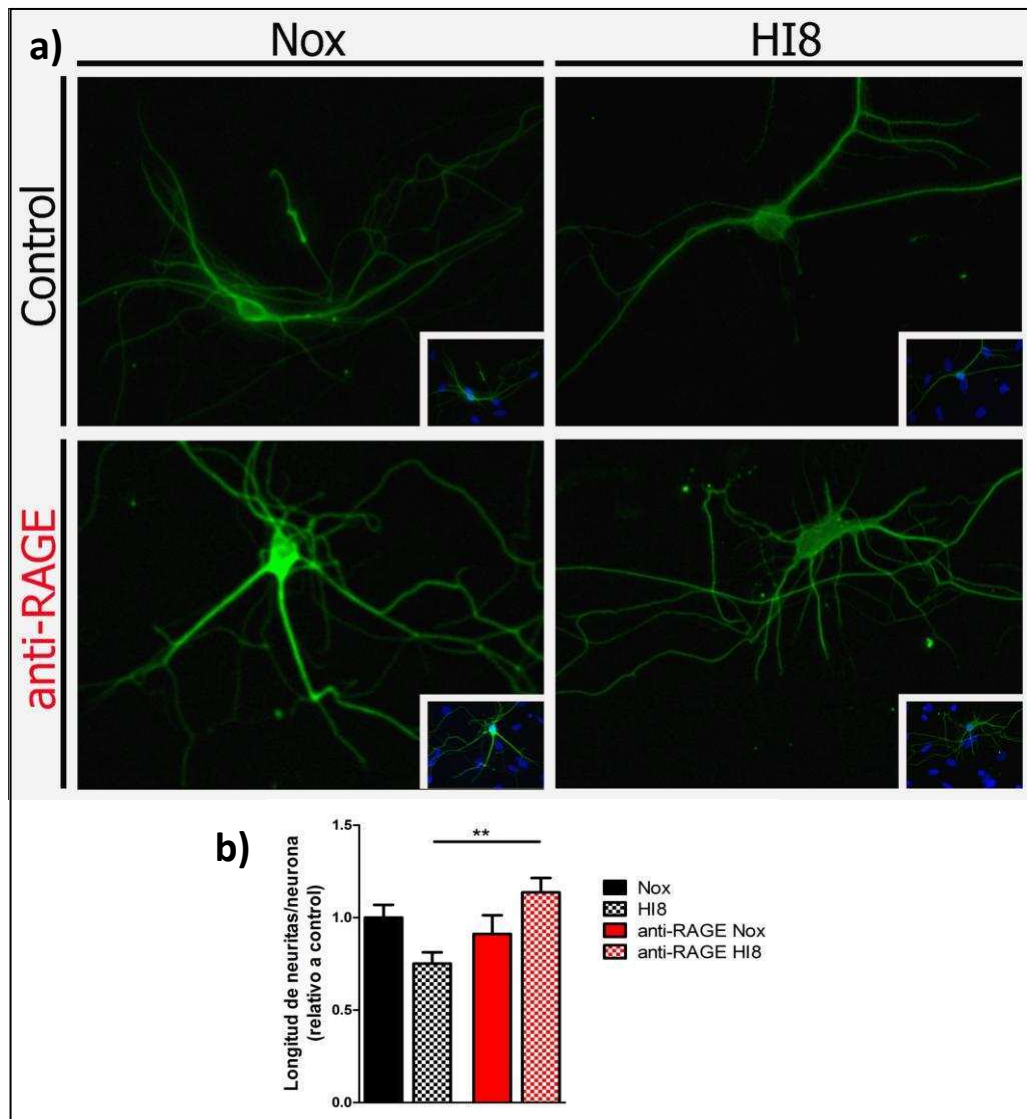 a)
Nox
HI8
Control
anti-RAGE
b)
Longitud de neuritas/neurona
(relativo a control)
1.5
1.0
0.5
0.0
**
Nox
HI8
anti-RAGE Nox
anti-RAGE HI8